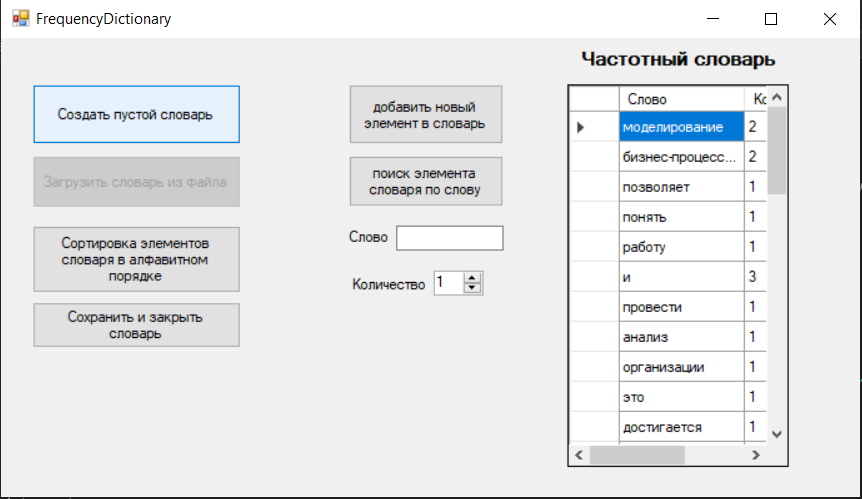 FrequencyDictionary
Частотный словарь
Создать пустой словарь
Загрузить словарь из файла
Сортировка элементов
словаря в алфавитном
порядке
Сохранить и закрыть
словарь
добавить новый
элемент в словарь
поиск элемента
словаря по слову
Слово
Количество 1
Слово Ко
моделирование 2
бизнес-процесс... 2
позволяет 1
понять 1
работу 1
и 3
провести 1
анализ 1
организации 1
это 1
достигается 1